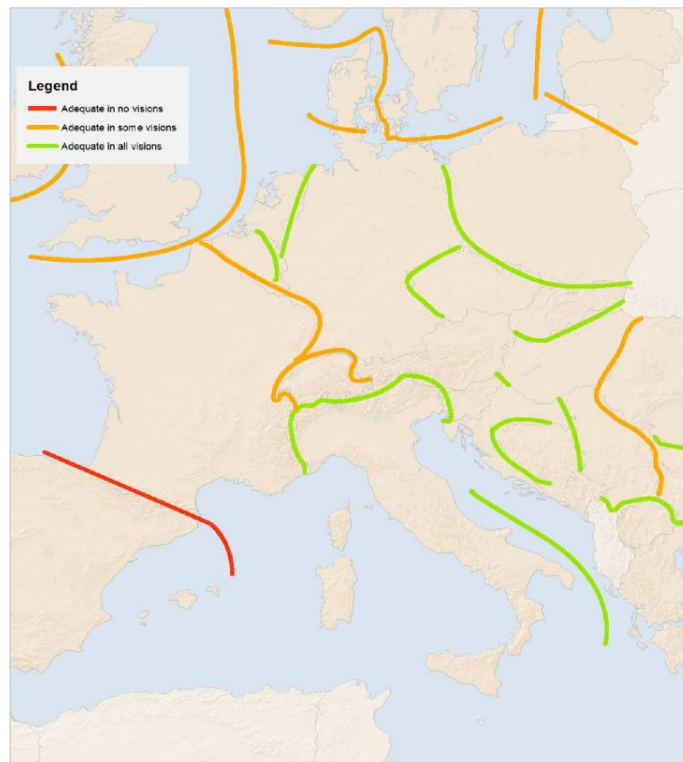 Legend
Adequate in no visions
Adequate in some visions
Adequate in all visions